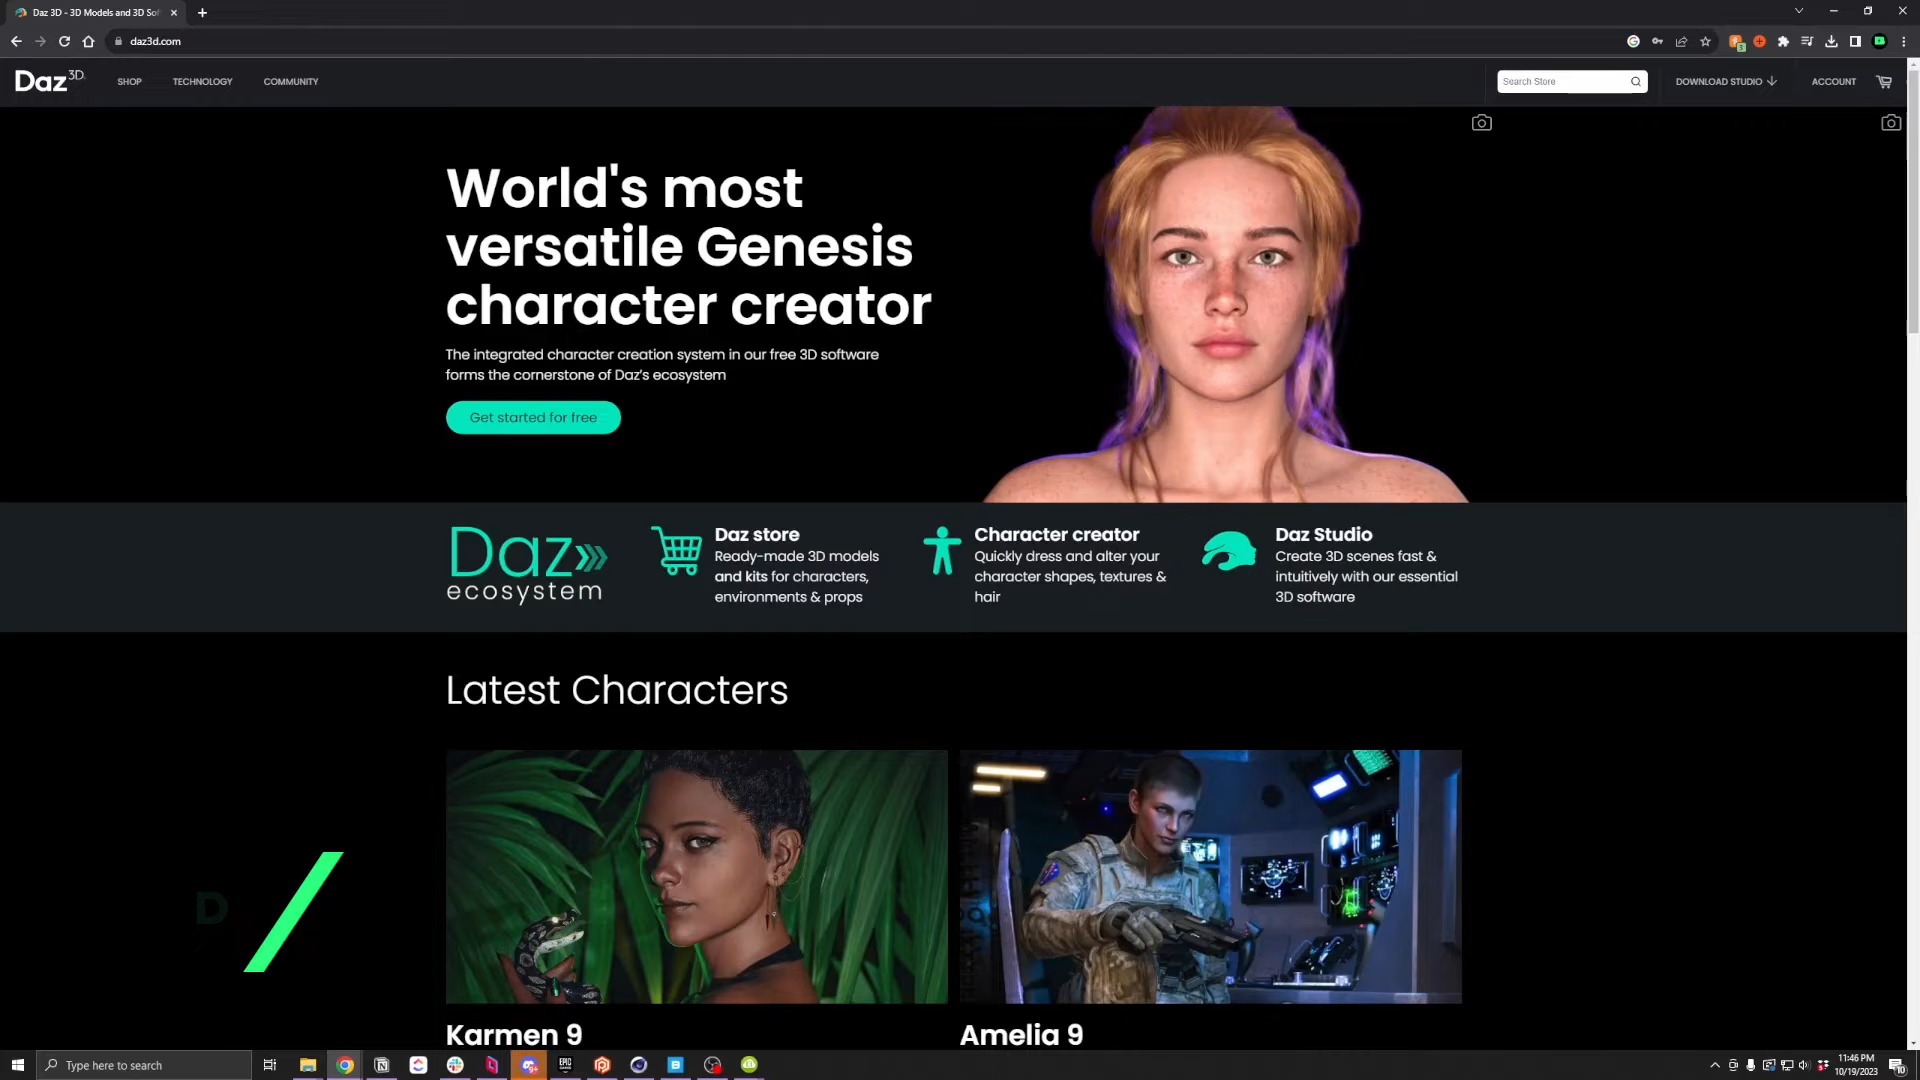 Daz 3D - 3D Models and 3D Sof
daz3d.com
Daz 3D
SHOP
TECHNOLOGY
COMMUNITY
Search Store
DOWNLOAD STUDIO
ACCOUNT
World's most
versatile Genesis
character creator
The integrated character creation system in our free 3D software
forms the cornerstone of Daz's ecosystem
Get started for free
Daz
ecosystem
Daz store
Ready-made 3D models
and kits for characters,
environments & props
Character creator
Quickly dress and alter your
character shapes, textures &
hair
Daz Studio
Create 3D scenes fast &
intuitively with our essential
3D software
Latest Characters
D
Karmen 9
Amelia 9
Type here to search
11:46 PM
10/19/2023